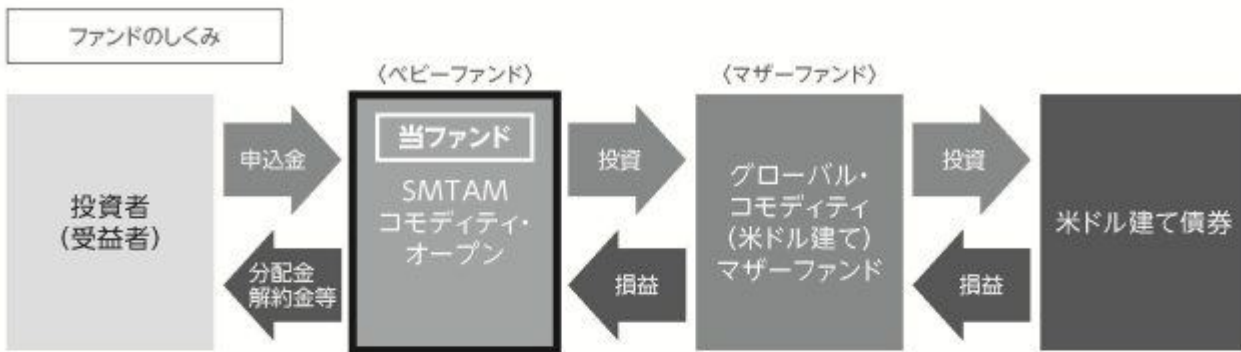 ファンドのしくみ
〈ベビーファンド〉
〈マザーファンド〉
投資者
(受益者)
申込金
分配金
解約金等
当ファンド
SMTAM
コモディティ・
オープン
投資
損益
グローバル・
コモディティ
(米ドル建て)
マザーファンド
投資
損益
米ドル建て債券